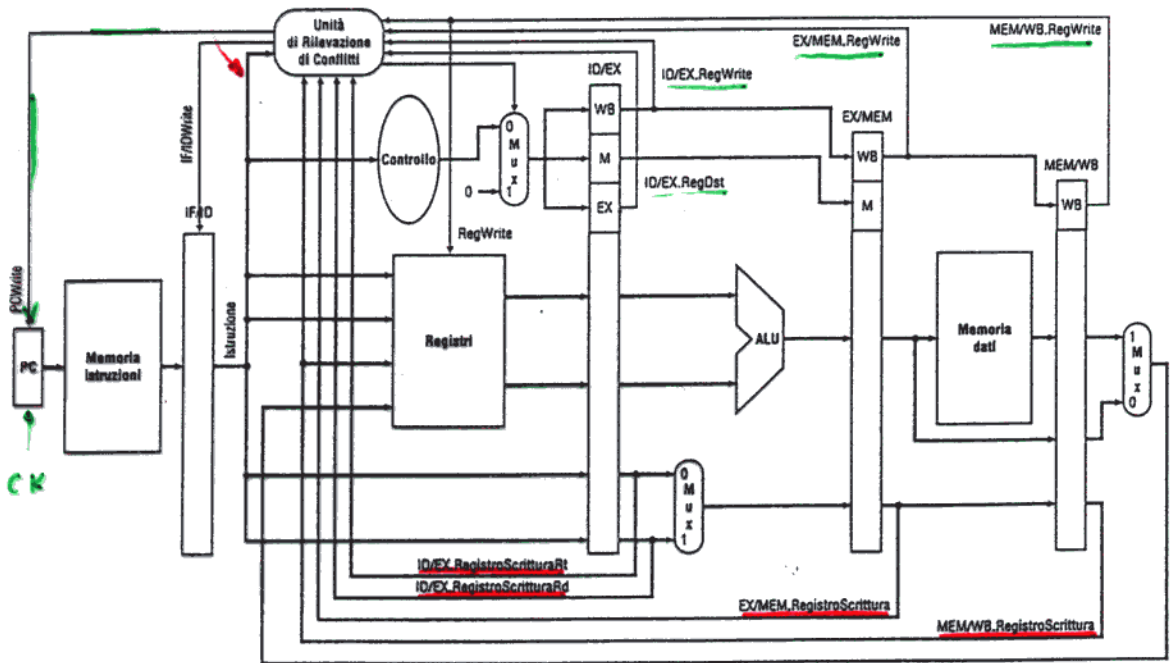 Unità
di Rilevazione
di Conflitti
MEM/WB.RegWrite
EX/MEM.RegWrite
ID/EX
ID/EX.RegWrite
IF/IDWrite
WB
EX/MEM
0
M
u
x
1
Controllo
M
WB
MEM/WB
0
ID/EX.RegDst
EX
M
WB
IF/ID
RegWrite
PCWrite
Istruzione
PC
Memoria
istruzioni
Registri
ALU
Memoria
dati
1
M
u
x
0
CK
0
M
u
x
1
ID/EX.RegistroScritturaRt
ID/EX.RegistroScritturaRd
EX/MEM.RegistroScrittura
MEM/WB.RegistroScrittura